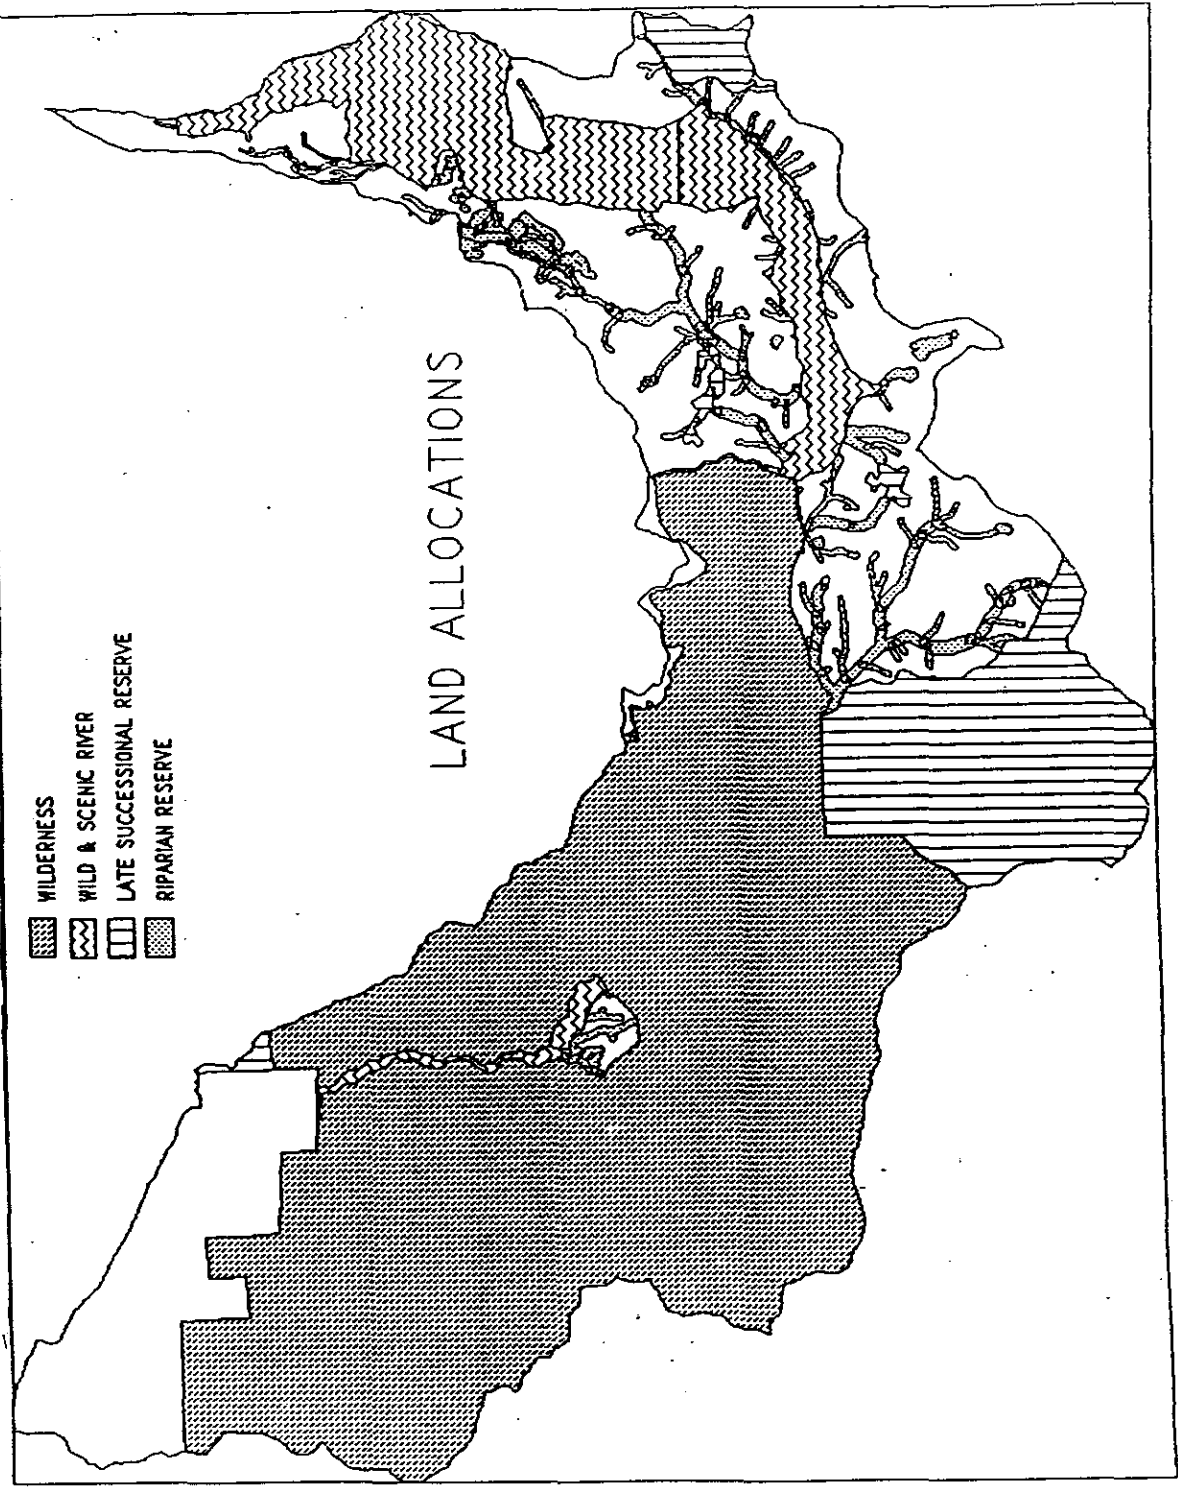 WILDERNESS
WILD & SCENIC RIVER
LATE SUCCESSIONAL RESERVE
RIPARIAN RESERVE
LAND ALLOCATIONS